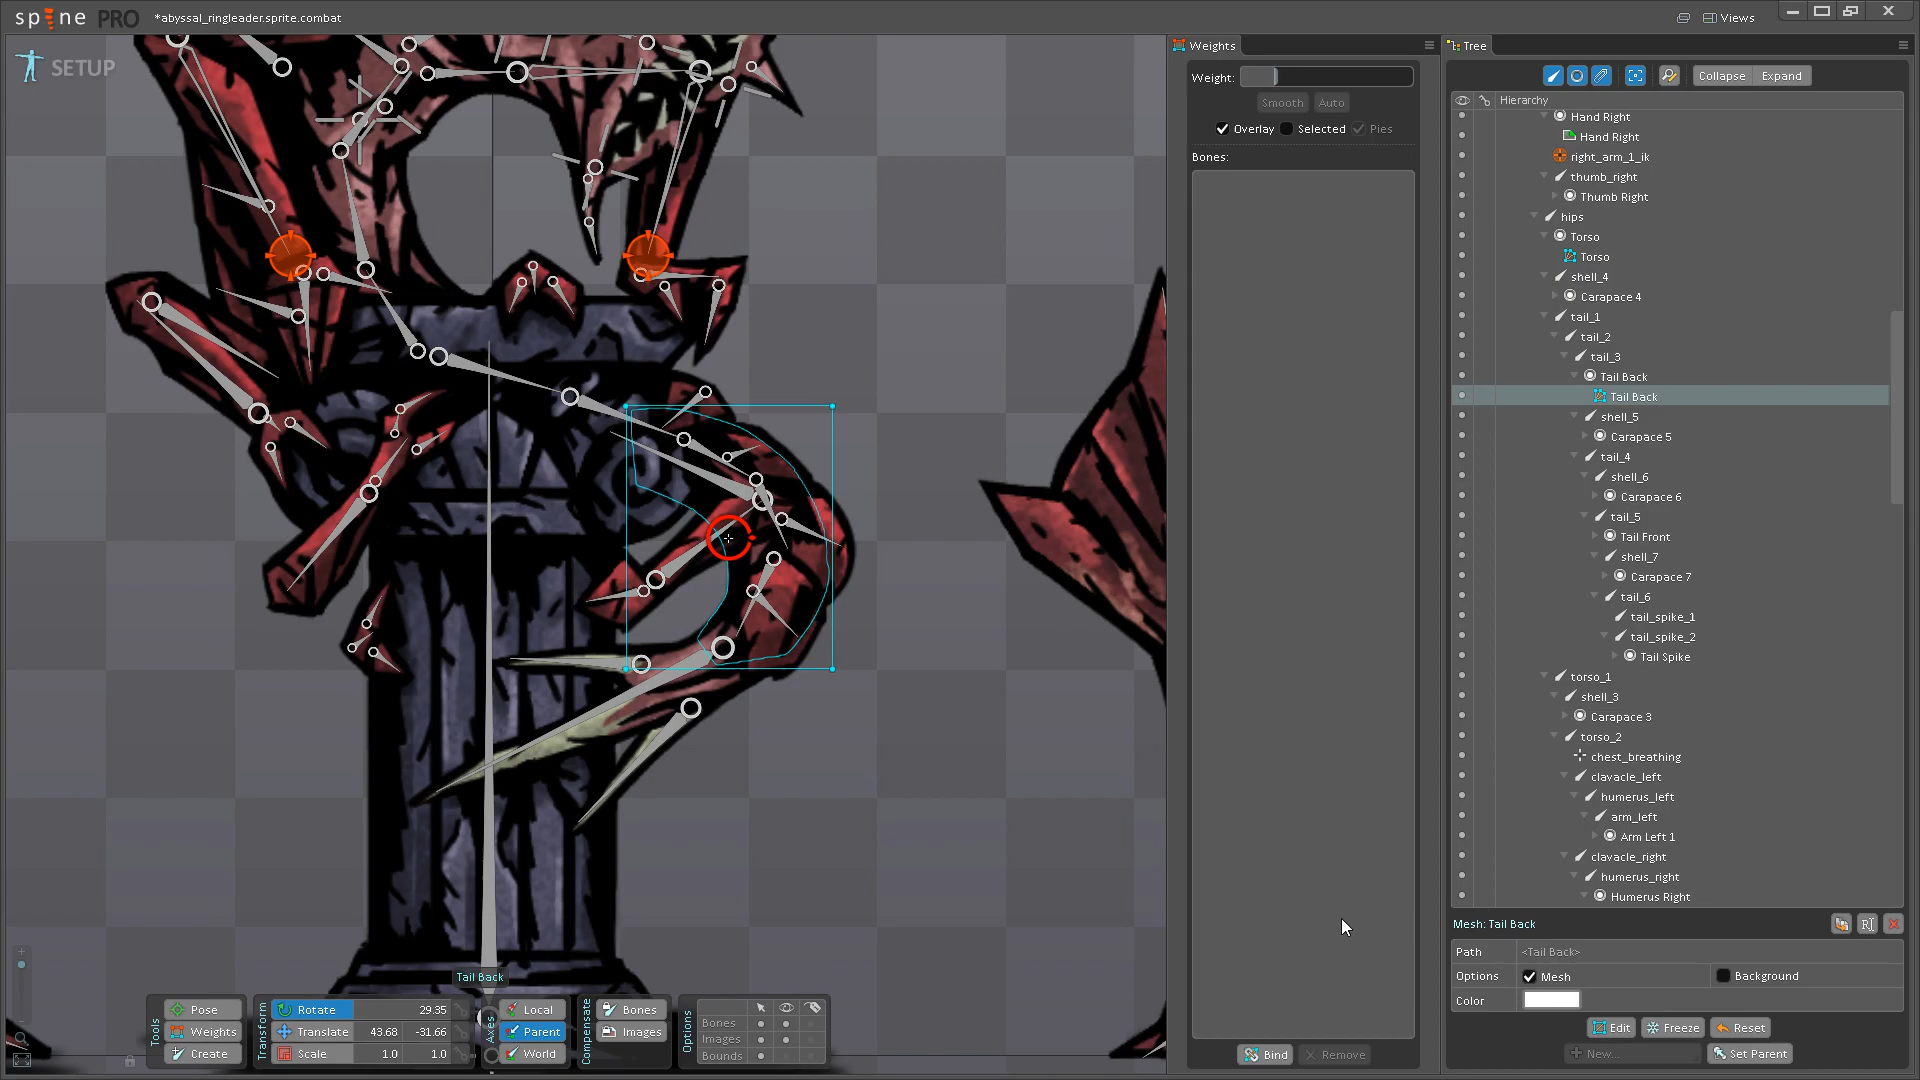 spine PRO *abyssal_ringleader.sprite.combat
Views
SETUP
Weights
Weight:
Smooth Auto
Overlay Selected Pies
Bones:
Bind Remove
Tree
Collapse Expand
Hierarchy
Hand Right
Hand Right
right_arm_1_ik
thumb_right
Thumb Right
hips
Torso
Torso
shell_4
Carapace 4
tail_1
tail_2
tail_3
Tail Back
Tail Back
shell_5
Carapace 5
tail_4
shell_6
Carapace 6
tail_5
Tail Front
shell_7
Carapace 7
tail_6
tail_spike_1
tail_spike_2
Tail Spike
torso_1
shell_3
Carapace 3
torso_2
chest_breathing
clavacle_left
humerus_left
arm_left
Arm Left 1
clavacle_right
humerus_right
Humerus Right
Mesh: Tail Back
Path <Tail Back>
Options Mesh Background
Color
Edit Freeze Reset
New... Set Parent
Tail Back
Tools
Pose
Weights
Create
Transform
Rotate 29.35
Translate 43.68 -31.66
Scale 1.0 1.0
Axes
Local
Parent
World
Compensate
Bones
Images
Options
Bones
Images
Bounds